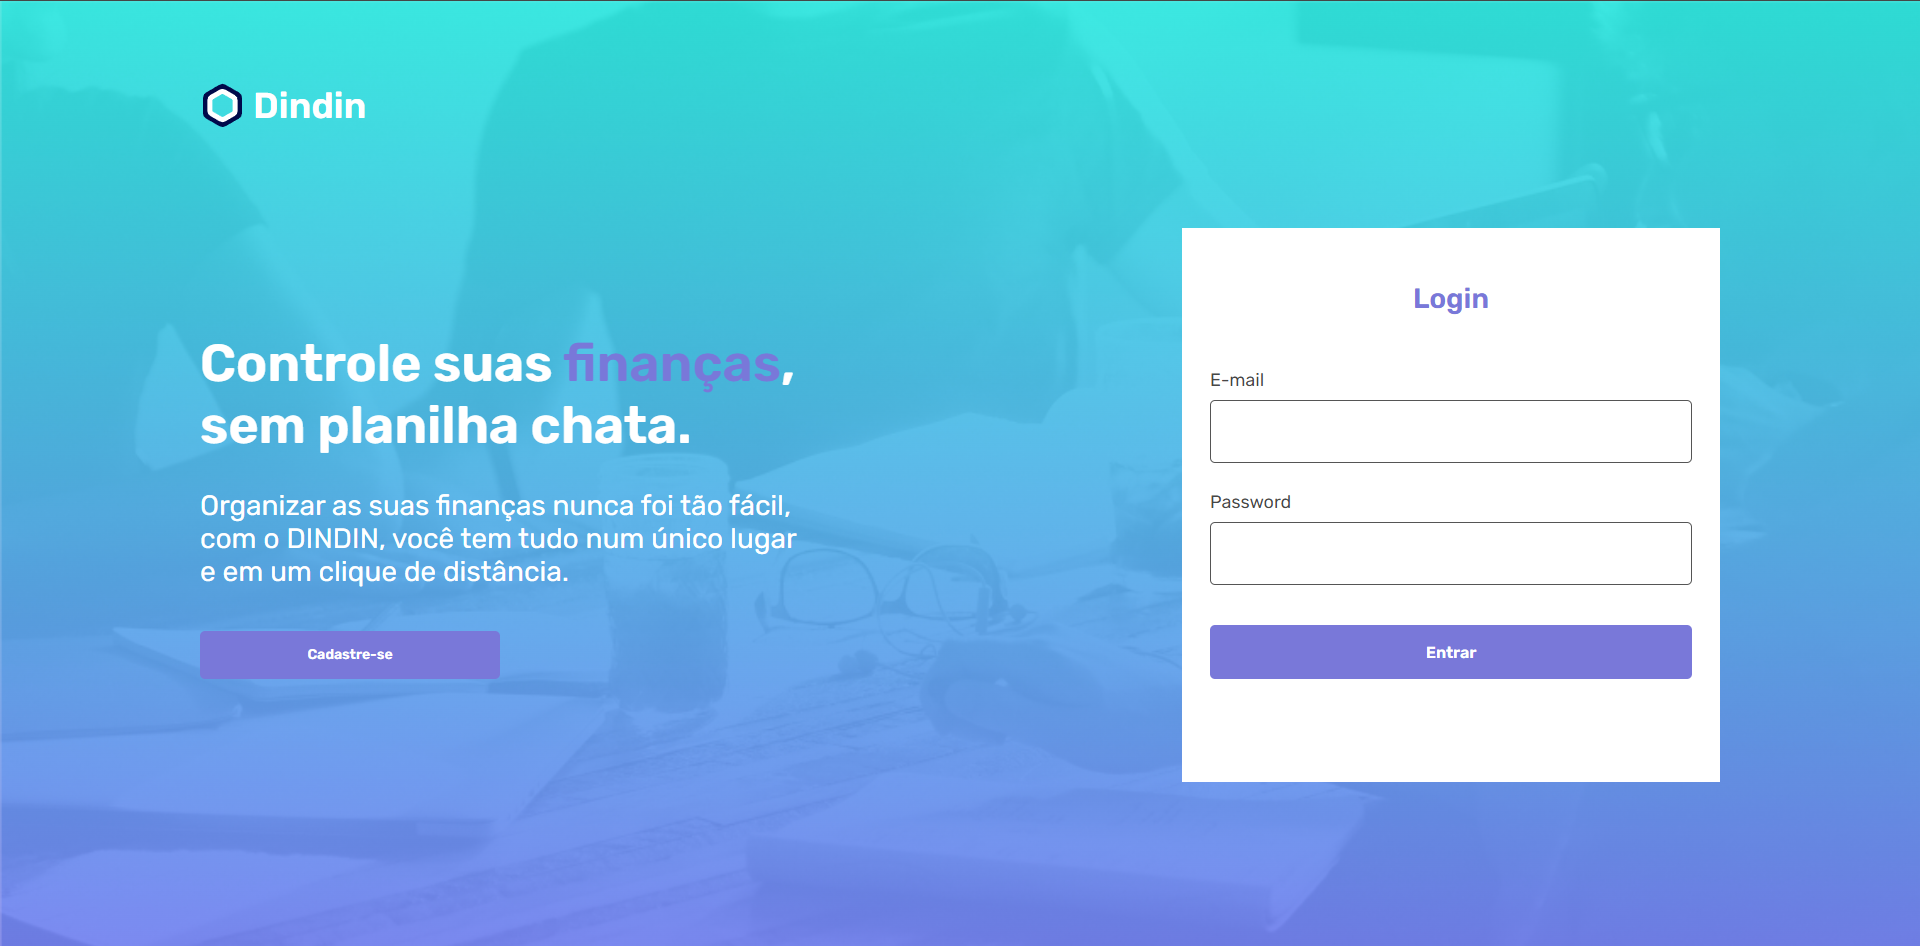 Dindin
Controle suas finanças,
sem planilha chata.
Organizar as suas finanças nunca foi tão fácil,
com o DINDIN, você tem tudo num único lugar
e em um clique de distância.
Cadastre-se
Login
E-mail
Password
Entrar